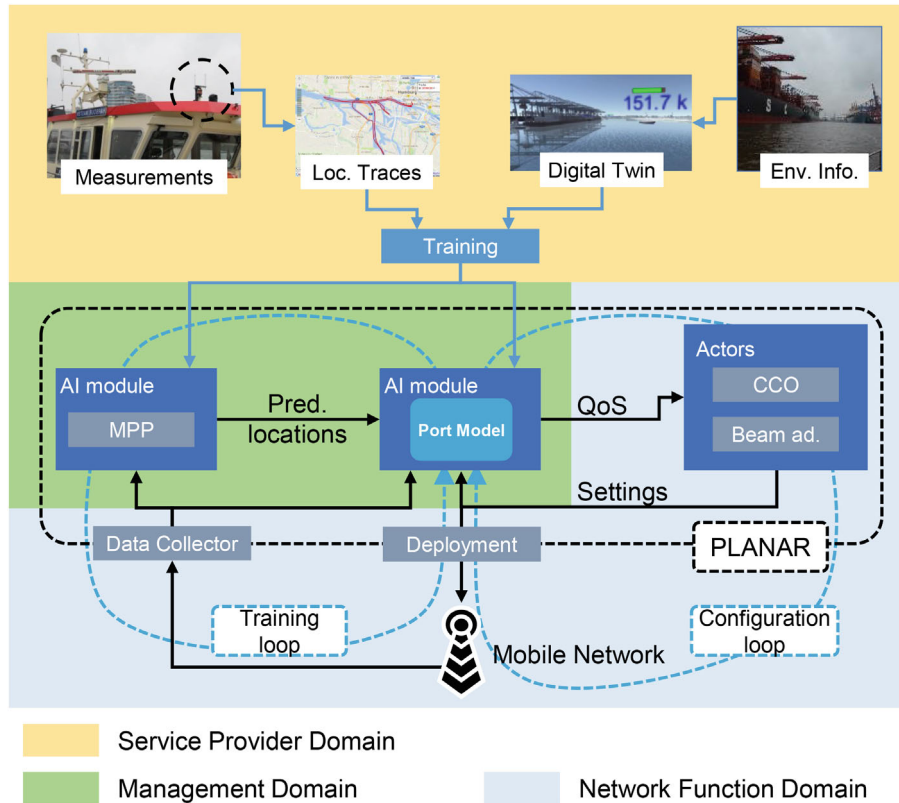 151.7 k
Measurements
Loc. Traces
Digital Twin
Env. Info.
Training
AI module
MPP
Pred.
locations
AI module
Port Model
QoS
Actors
CCO
Beam ad.
Settings
Data Collector
Deployment
PLANAR
Training
loop
Mobile Network
Configuration
loop
Service Provider Domain
Management Domain
Network Function Domain